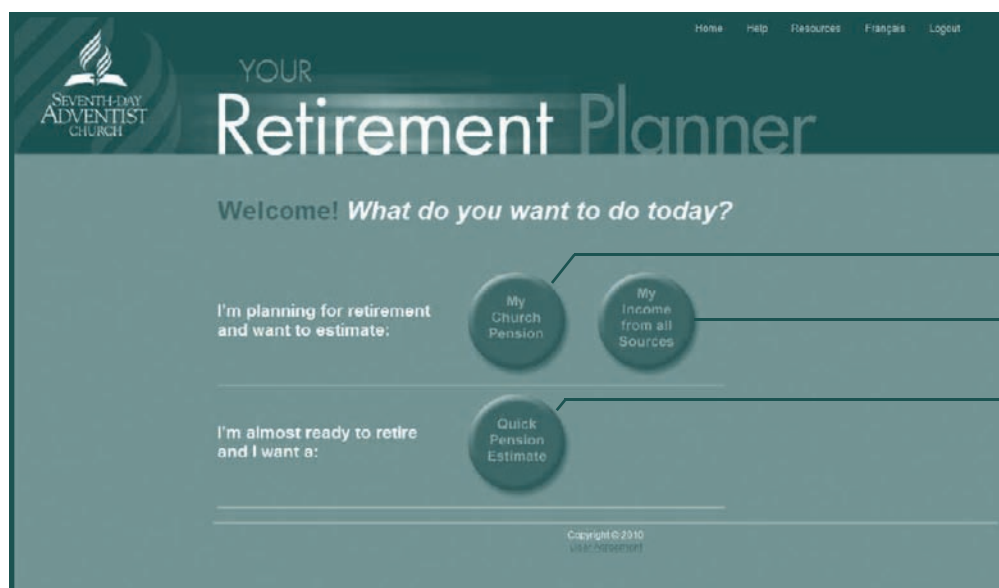 Home Help Resources Français Logout
SEVENTH-DAY
ADVENTIST
CHURCH
YOUR
Retirement Planner
Welcome! What do you want to do today?
I'm planning for retirement
and want to estimate:
My
Church
Pension
My
Income
from all
Sources
I'm almost ready to retire
and I want a:
Quick
Pension
Estimate
Copyright © 2010
User Agreement